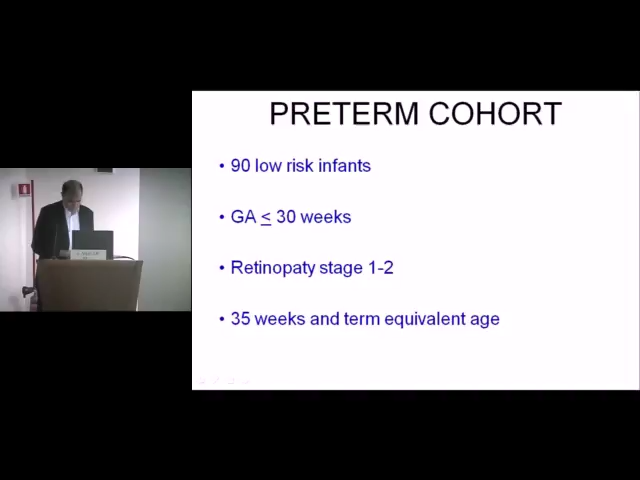 PRETERM COHORT
• 90 low risk infants
• GA ≤ 30 weeks
• Retinopaty stage 1-2
• 35 weeks and term equivalent age